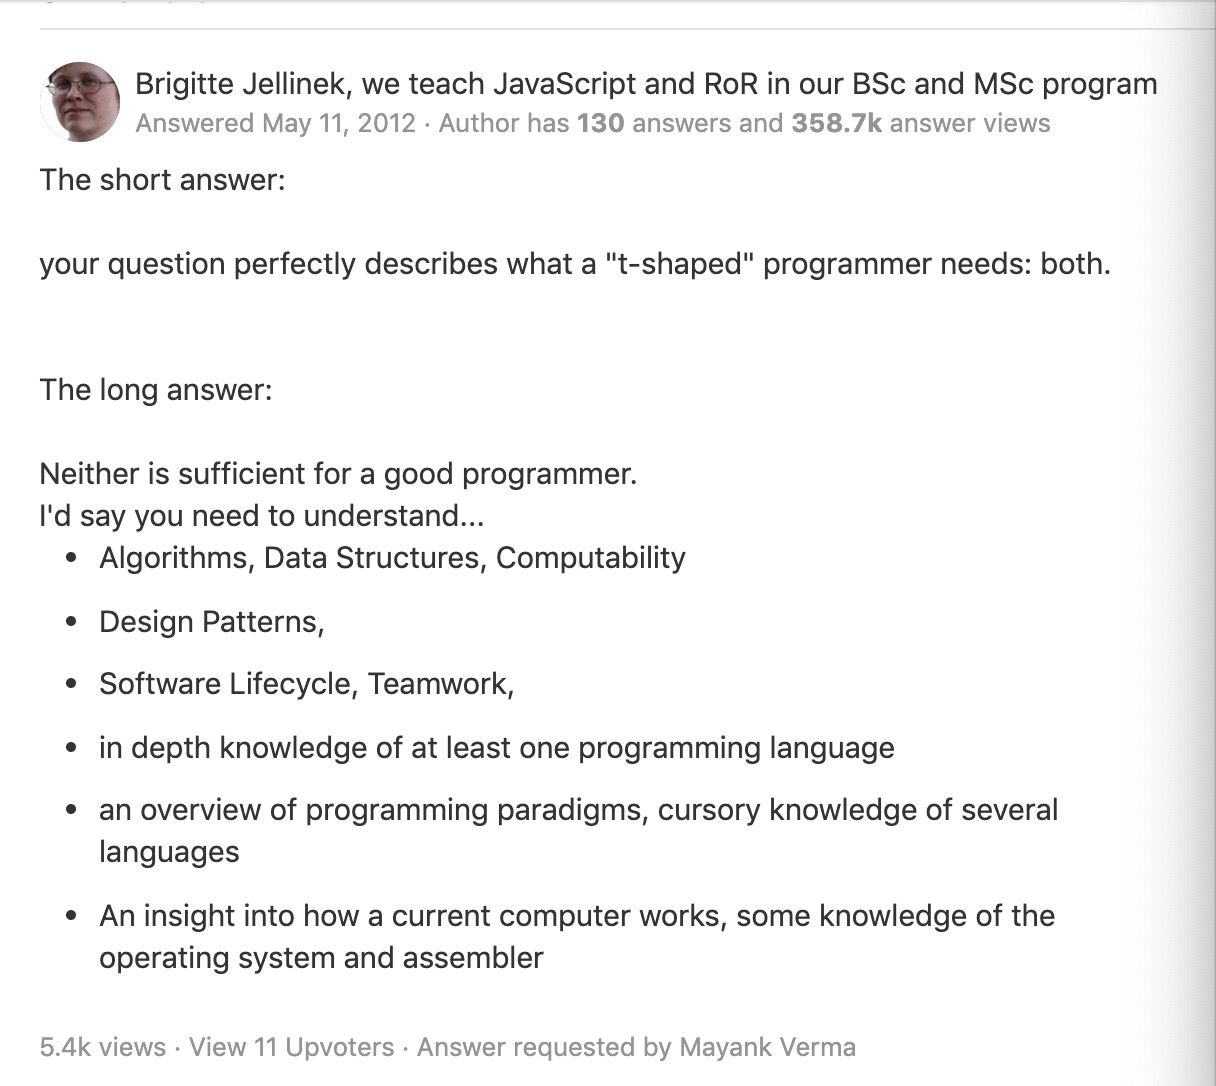 Brigitte Jellinek, we teach JavaScript and RoR in our BSc and MSc program
Answered May 11, 2012 · Author has 130 answers and 358.7k answer views
The short answer:
your question perfectly describes what a "t-shaped" programmer needs: both.
The long answer:
Neither is sufficient for a good programmer.
I'd say you need to understand...
• Algorithms, Data Structures, Computability
• Design Patterns,
• Software Lifecycle, Teamwork,
• in depth knowledge of at least one programming language
• an overview of programming paradigms, cursory knowledge of several
languages
• An insight into how a current computer works, some knowledge of the
operating system and assembler
5.4k views · View 11 Upvoters · Answer requested by Mayank Verma